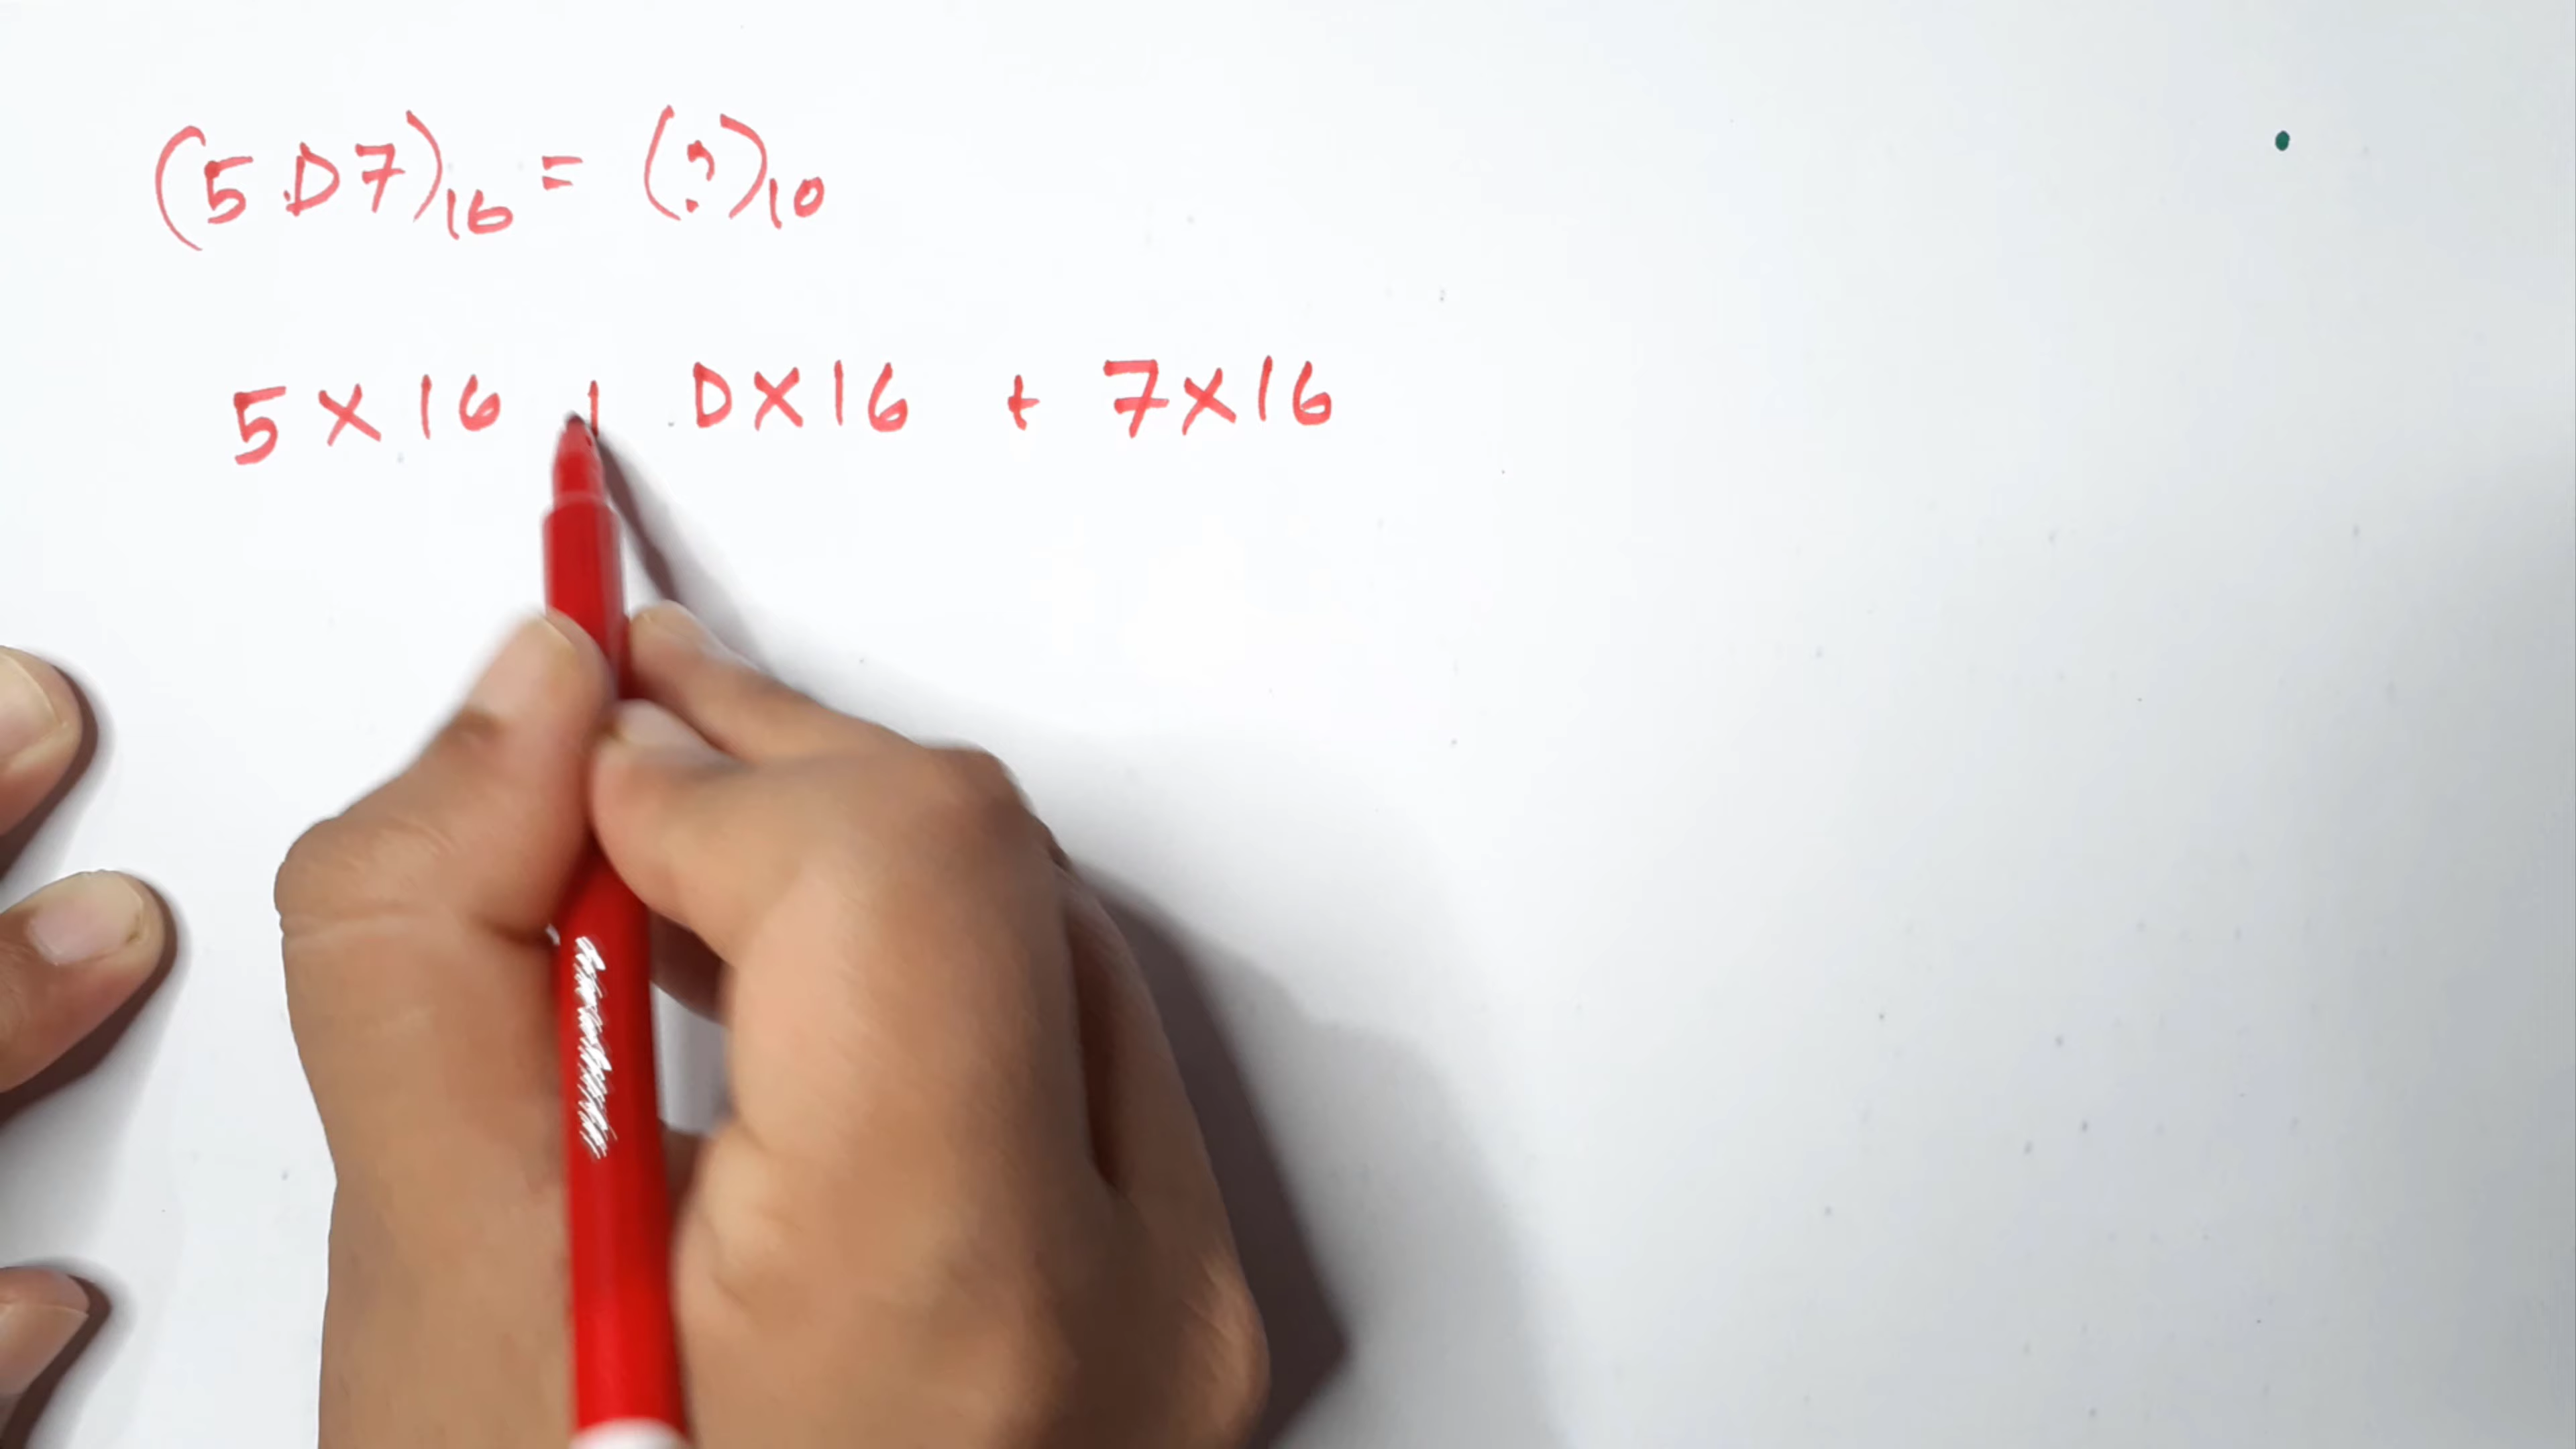 (5D7)₁₆ = (?)₁₀
5 × 16 + D × 16 + 7 × 16